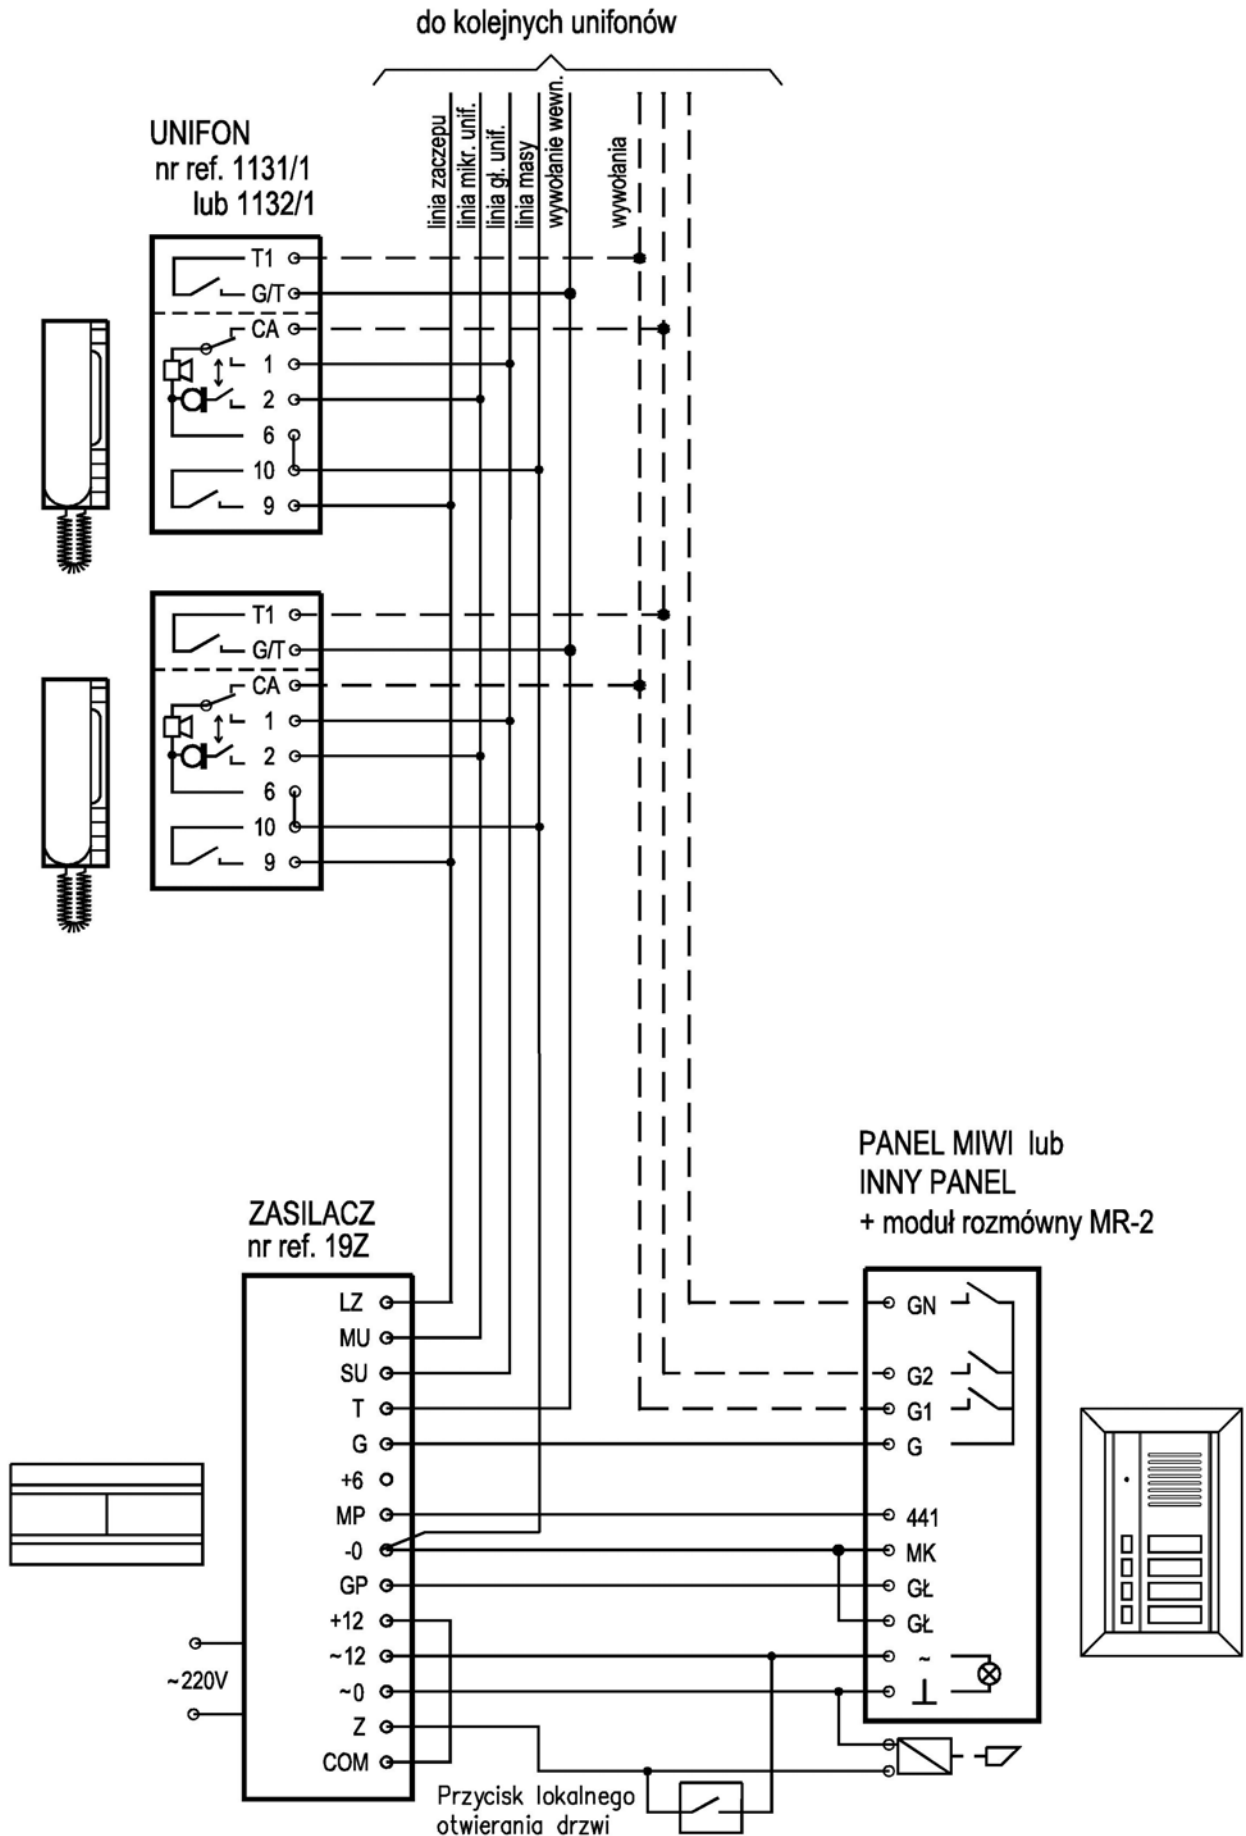 do kolejnych unifonów
linia zaczepu
linia mikr. unif.
linia gł. unif.
linia masy
wywołanie wewn.
wywołania
UNIFON
nr ref. 1131/1
lub 1132/1
T1
G/T
CA
1
2
6
10
9
T1
G/T
CA
1
2
6
10
9
ZASILACZ
nr ref. 19Z
LZ
MU
SU
T
G
+6
MP
-0
GP
+12
~12
~0
Z
COM
~220V
PANEL MIWI lub
INNY PANEL
+ moduł rozmówny MR-2
GN
G2
G1
G
441
MK
GŁ
GŁ
~
Przycisk lokalnego
otwierania drzwi